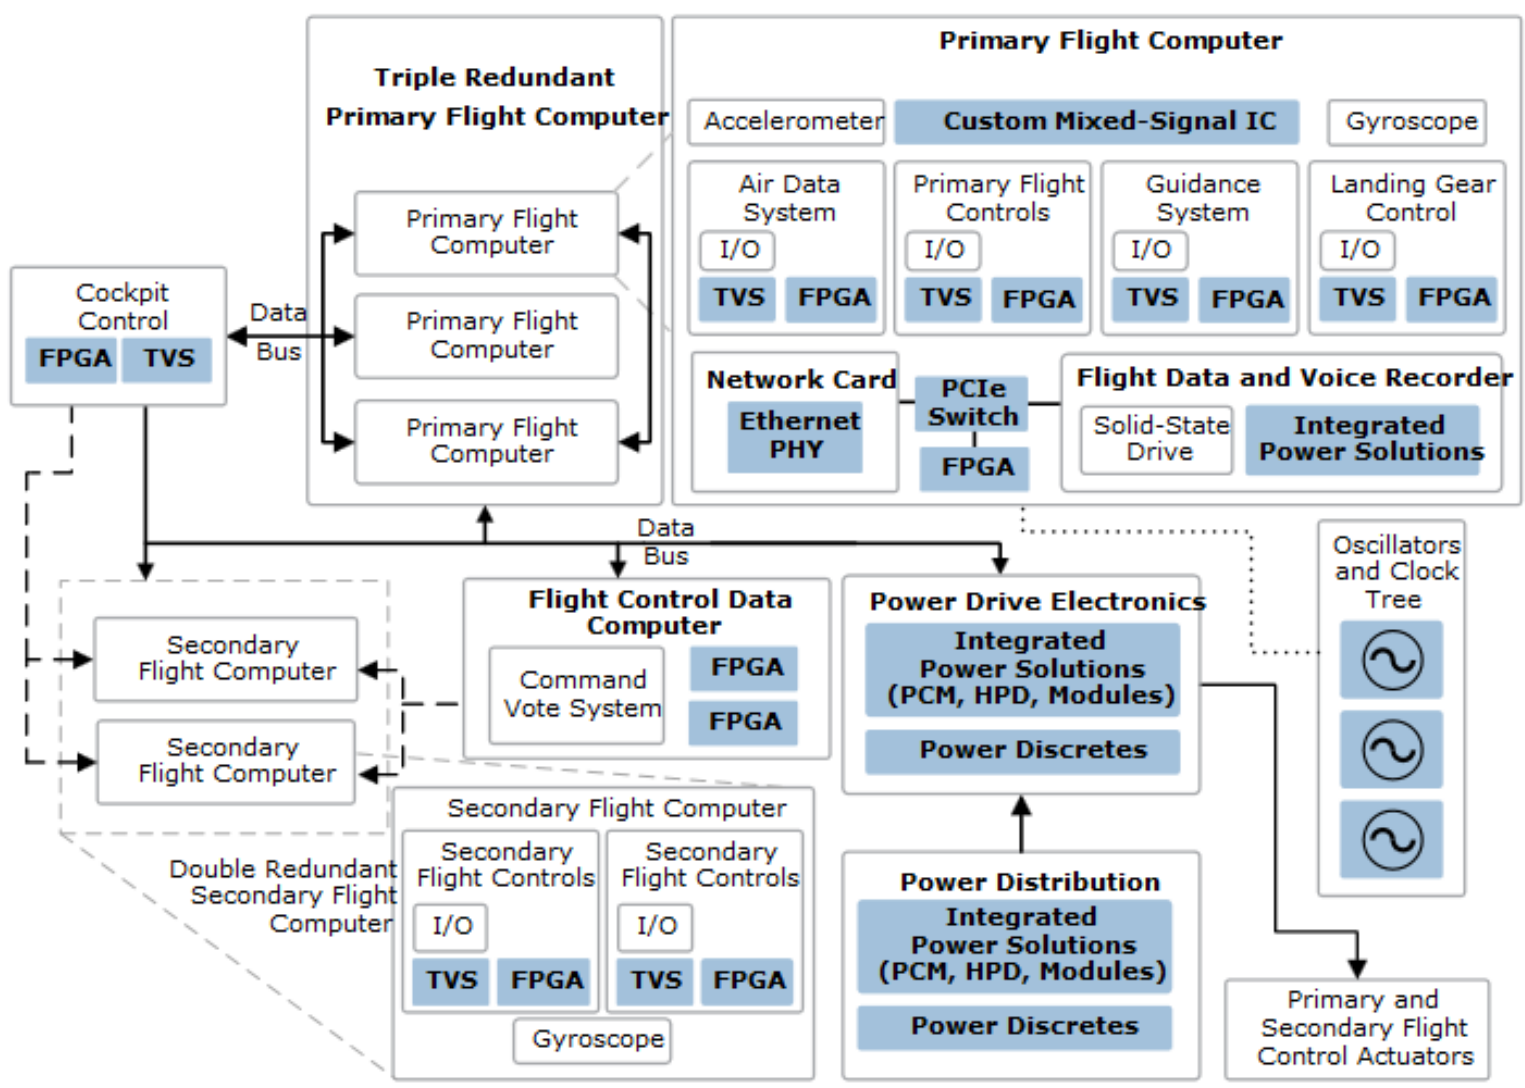 Triple Redundant
Primary Flight Computer
Primary Flight
Computer
Primary Flight
Computer
Primary Flight
Computer
Cockpit
Control
FPGA
TVS
Data
Bus
Primary Flight Computer
Accelerometer
Custom Mixed-Signal IC
Gyroscope
Air Data
System
I/O
TVS
FPGA
Primary Flight
Controls
I/O
TVS
FPGA
Guidance
System
I/O
TVS
FPGA
Landing Gear
Control
I/O
TVS
FPGA
Network Card
Ethernet
PHY
PCIe
Switch
FPGA
Flight Data and Voice Recorder
Solid-State
Drive
Integrated
Power Solutions
Data
Bus
Secondary
Flight Computer
Secondary
Flight Computer
Double Redundant
Secondary Flight
Computer
Flight Control Data
Computer
Command
Vote System
FPGA
FPGA
Secondary Flight Computer
Secondary
Flight Controls
I/O
TVS
FPGA
Secondary
Flight Controls
I/O
TVS
FPGA
Gyroscope
Power Drive Electronics
Integrated
Power Solutions
(PCM, HPD, Modules)
Power Discretes
Power Distribution
Integrated
Power Solutions
(PCM, HPD, Modules)
Power Discretes
Oscillators
and Clock
Tree
Primary and
Secondary Flight
Control Actuators